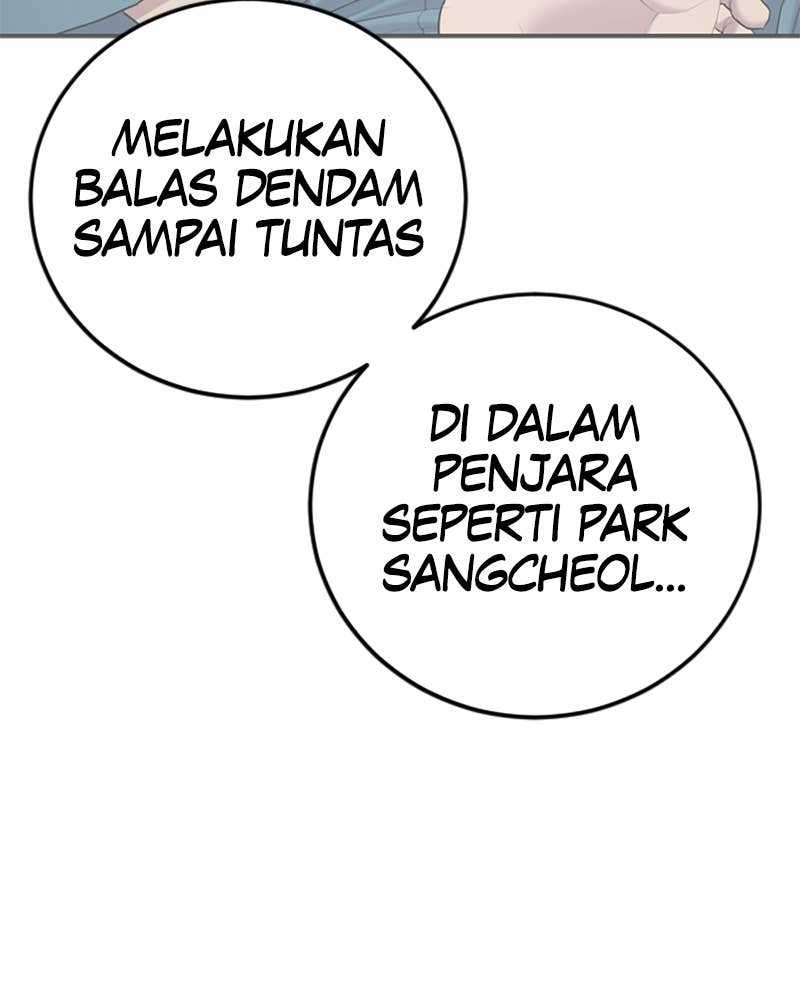 MELAKUKAN
BALAS DENDAM
SAMPAI TUNTAS
DI DALAM
PENJARA
SEPERTI PARK
SANGCHEOL...